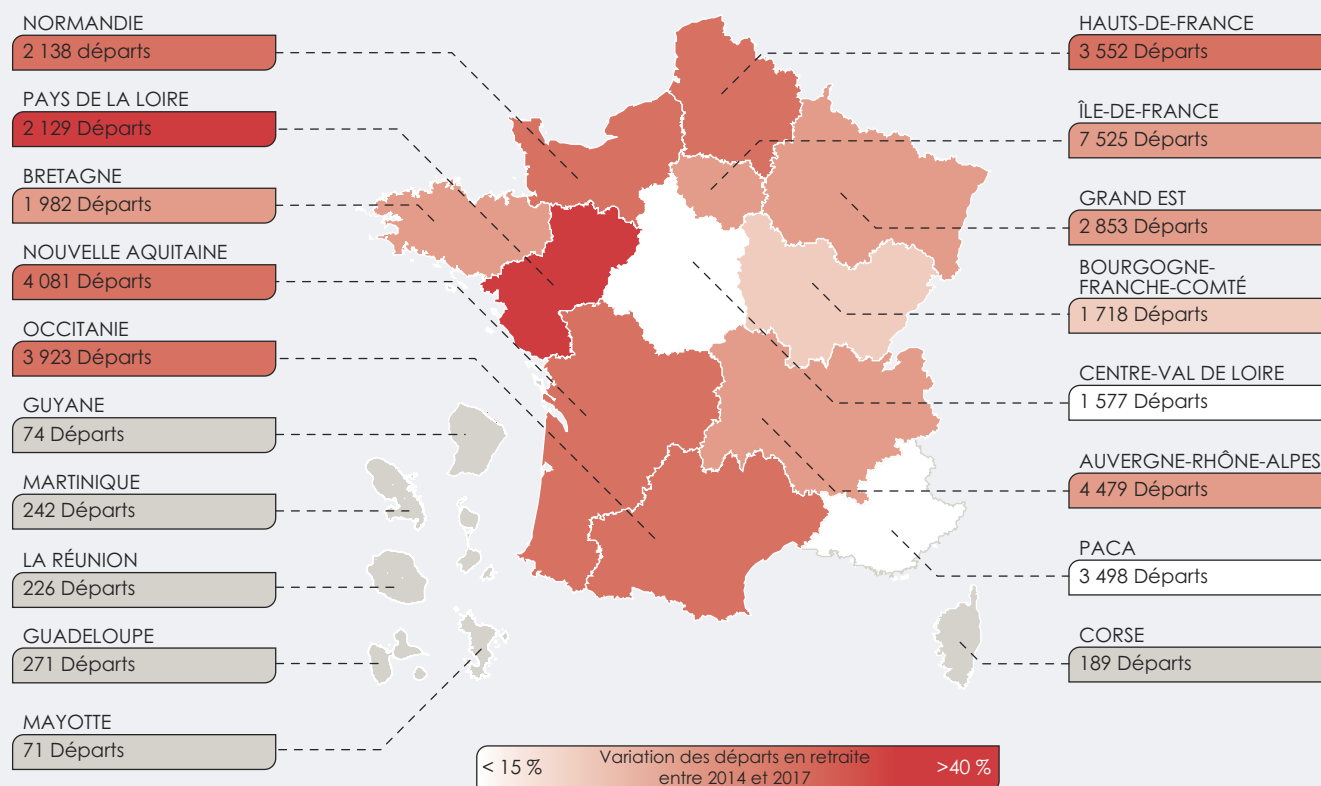 NORMANDIE
2 138 départs
PAYS DE LA LOIRE
2 129 Départs
BRETAGNE
1 982 Départs
NOUVELLE AQUITAINE
4 081 Départs
OCCITANIE
3 923 Départs
GUYANE
74 Départs
MARTINIQUE
242 Départs
LA RÉUNION
226 Départs
GUADELOUPE
271 Départs
MAYOTTE
71 Départs
HAUTS-DE-FRANCE
3 552 Départs
ÎLE-DE-FRANCE
7 525 Départs
GRAND EST
2 853 Départs
BOURGOGNE-
FRANCHE-COMTÉ
1 718 Départs
CENTRE-VAL DE LOIRE
1 577 Départs
AUVERGNE-RHÔNE-ALPES
4 479 Départs
PACA
3 498 Départs
CORSE
189 Départs
< 15 %
Variation des départs en retraite
entre 2014 et 2017
>40 %